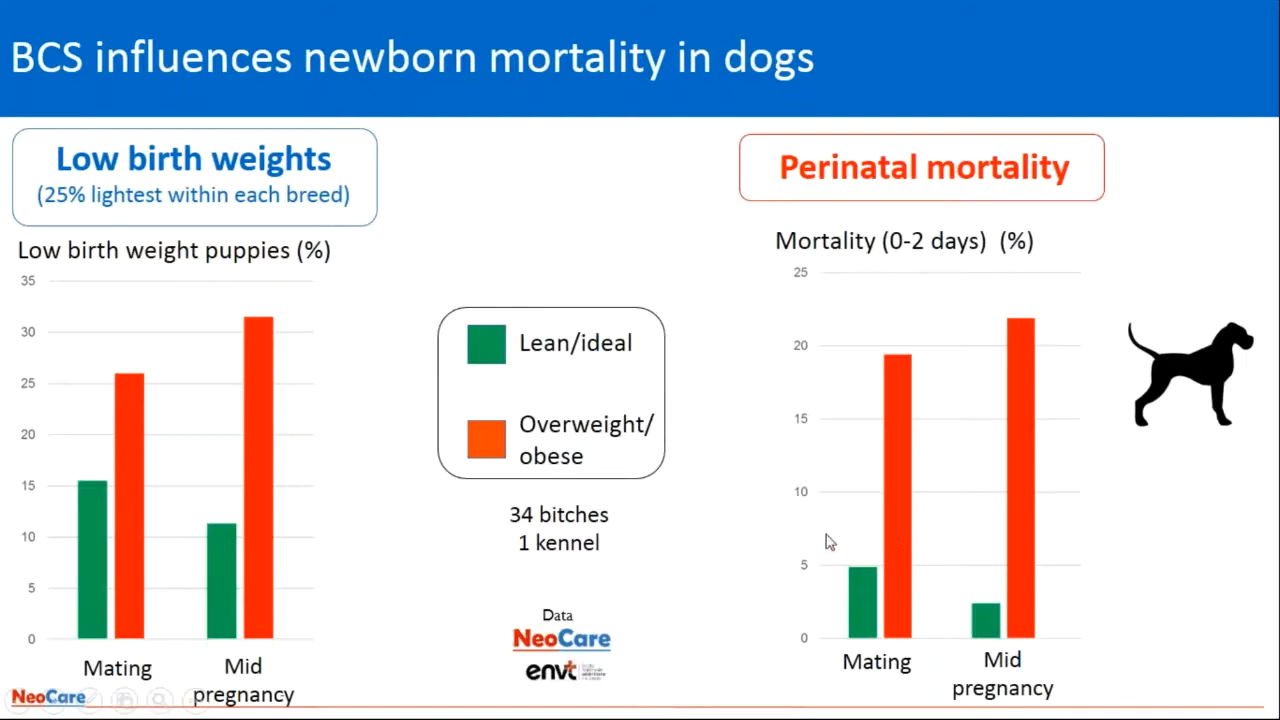 BCS influences newborn mortality in dogs
Low birth weights
(25% lightest within each breed)
Low birth weight puppies (%)
35
30
25
20
15
10
5
0
Mating
Mid
pregnancy
Lean/ideal
Overweight/
obese
34 bitches
1 kennel
Data
NeoCare
envt
Perinatal mortality
Mortality (0-2 days)  (%)
25
20
15
10
5
0
Mating
Mid
pregnancy
NeoCare